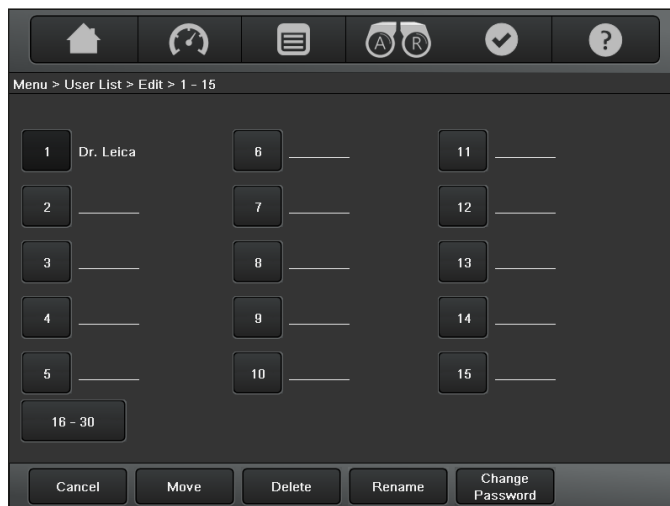 A R ?
Menu > User List > Edit > 1 - 15
1 Dr. Leica 6 11
2 7 12
3 8 13
4 9 14
5 10 15
16 - 30
Cancel Move Delete Rename Change Password